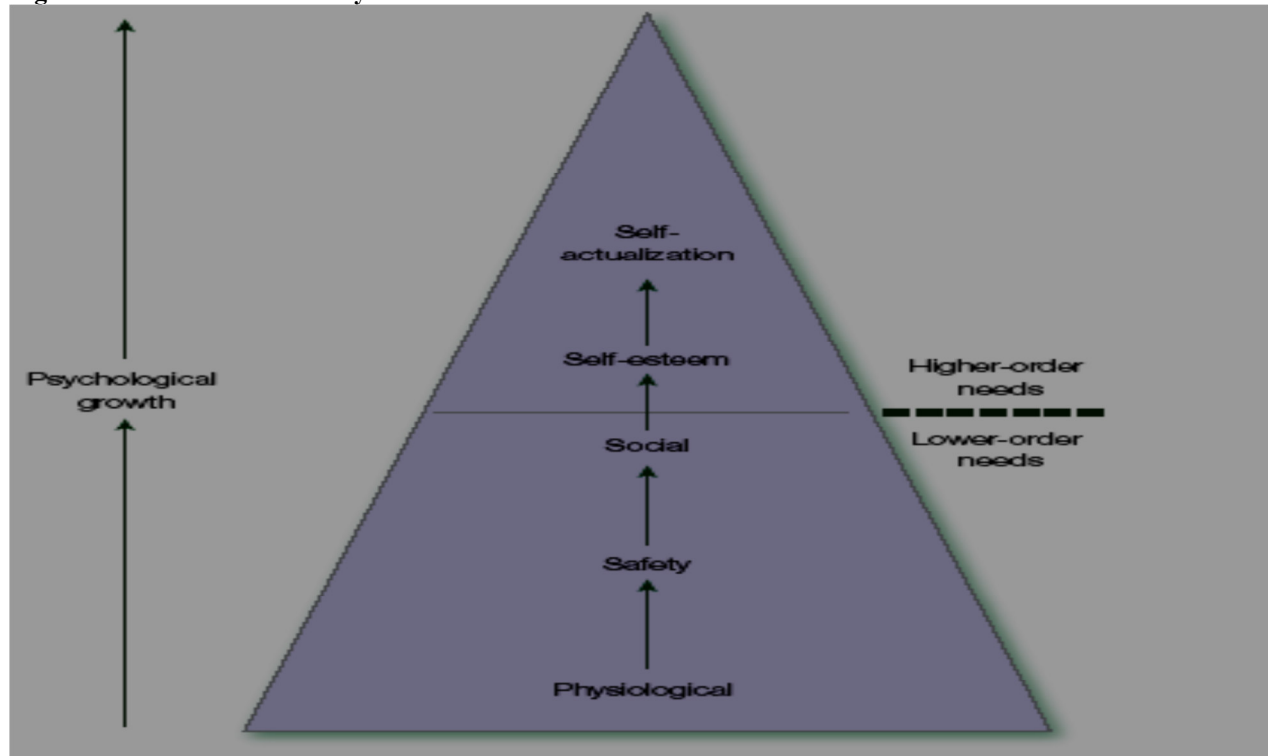 Self-
actualization
Self-esteem
Psychological
growth
Higher-order
needs
Lower-order
needs
Social
Safety
Physiological